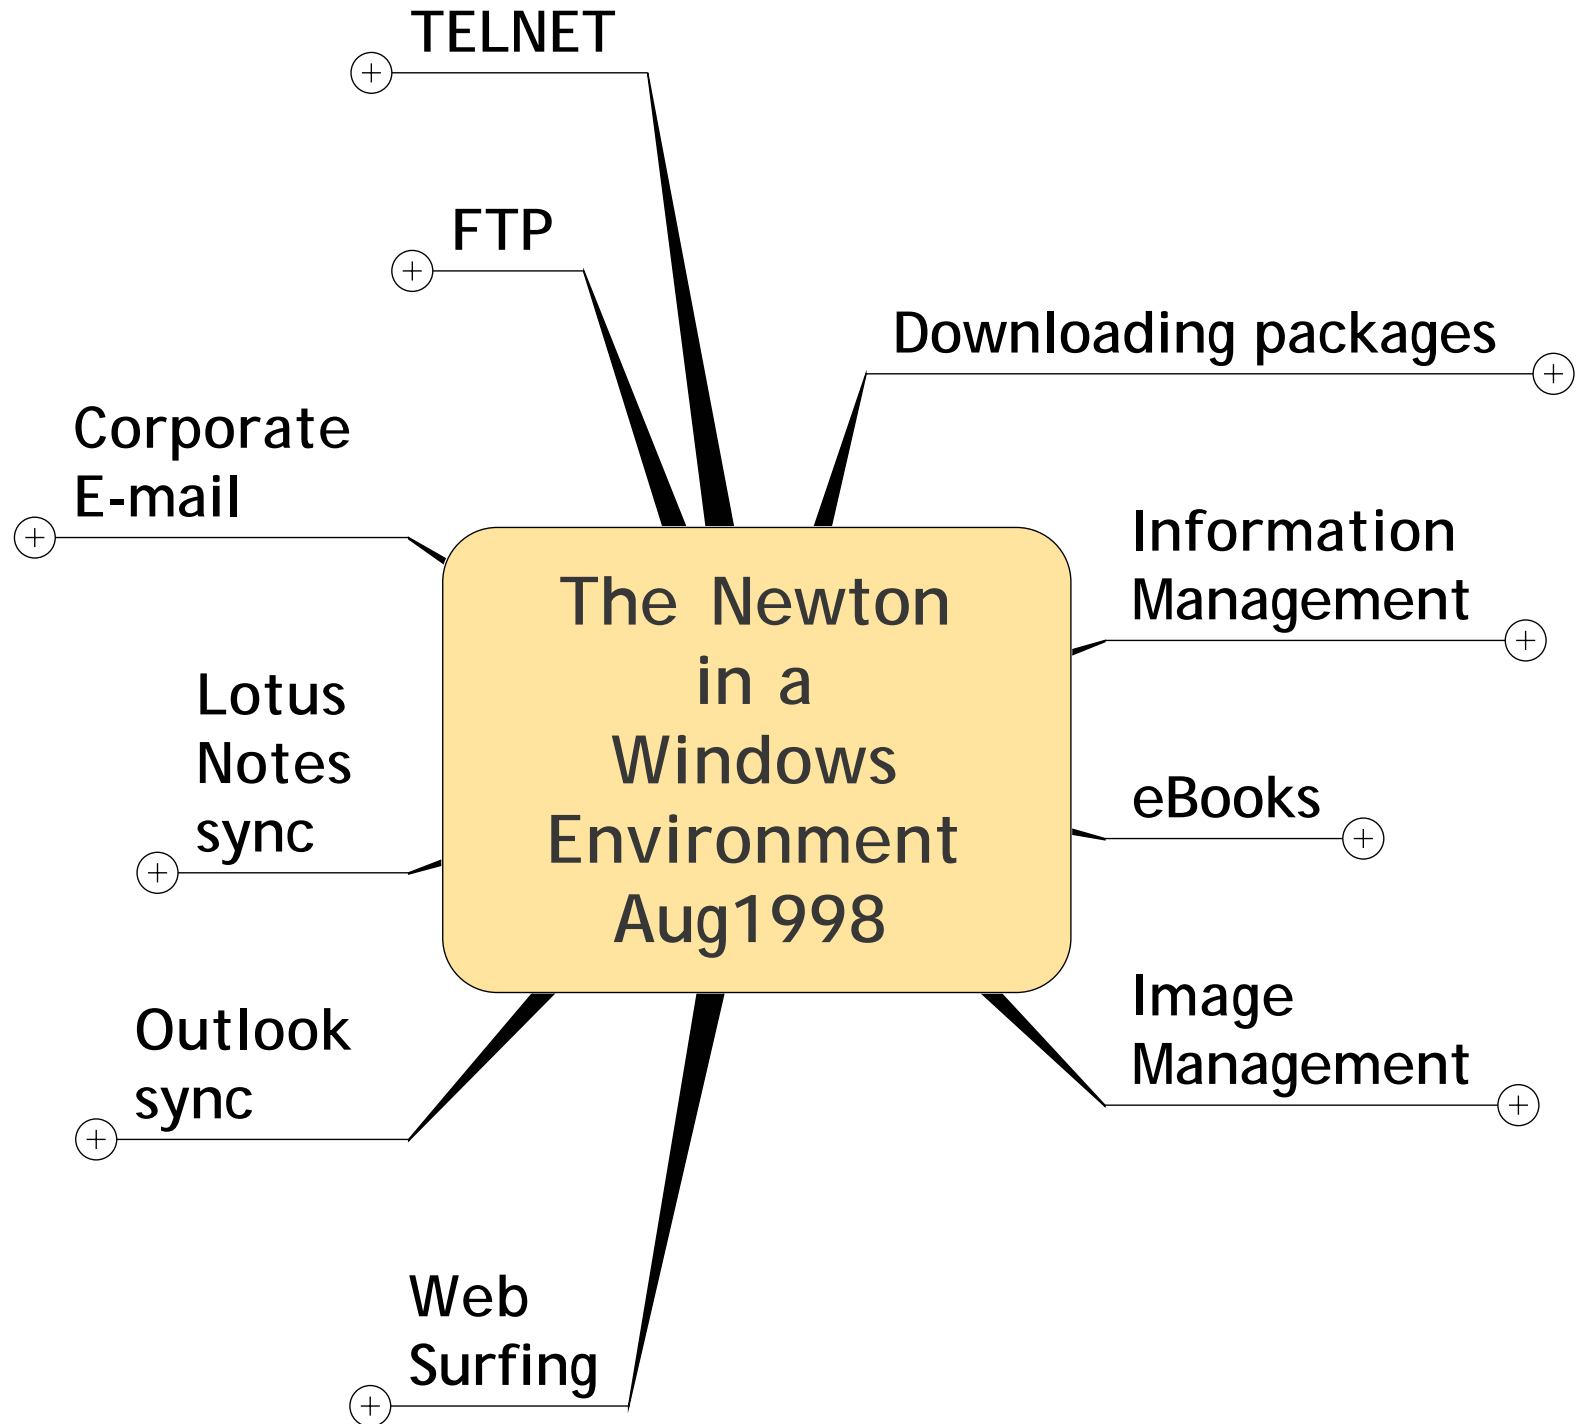 TELNET
FTP
Downloading packages
Corporate
E-mail
Information
Management
The Newton
in a
Windows
Environment
Aug1998
Lotus
Notes
sync
eBooks
Outlook
sync
Image
Management
Web
Surfing